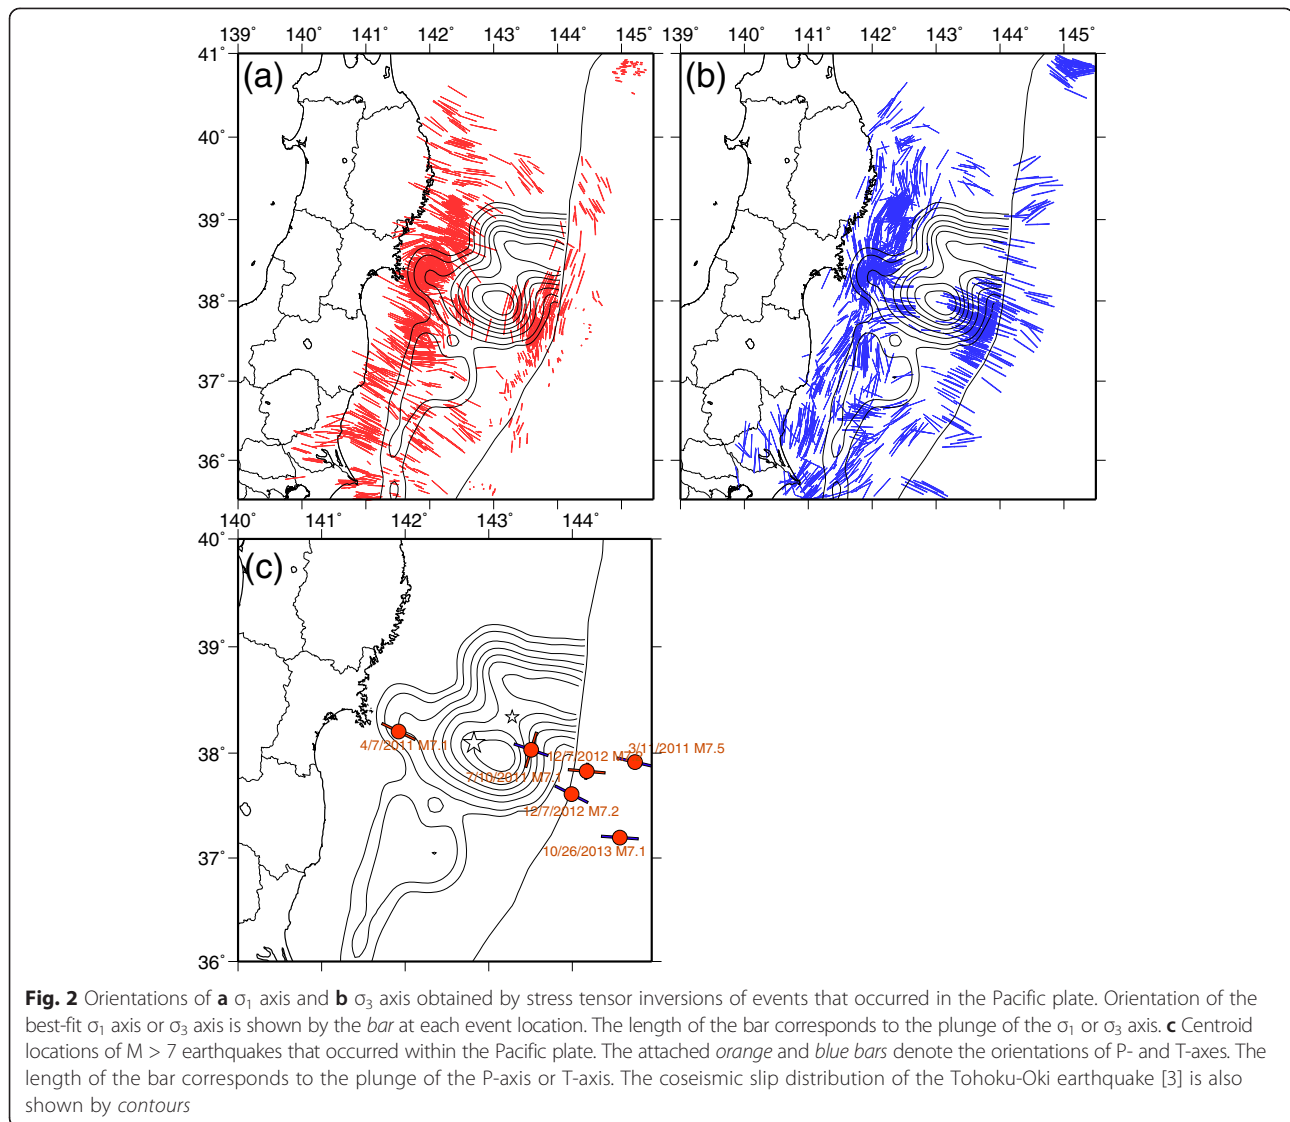 139° 140° 141° 142° 143° 144° 145°
139° 140° 141° 142° 143° 144° 145°
41°
(a)
(b)
40°
39°
38°
37°
36°
140° 141° 142° 143° 144°
40°
(c)
39°
38°
4/7/2011 M7.1
3/11/2011 M7.5
7/10/2011 M7.1
12/7/2012 M7.2
37°
10/26/2013 M7.1
36°
Fig. 2 Orientations of a σ1 axis and b σ3 axis obtained by stress tensor inversions of events that occurred in the Pacific plate. Orientation of the
best-fit σ1 axis or σ3 axis is shown by the bar at each event location. The length of the bar corresponds to the plunge of the σ1 or σ3 axis. c Centroid
locations of M > 7 earthquakes that occurred within the Pacific plate. The attached orange and blue bars denote the orientations of P- and T-axes. The
length of the bar corresponds to the plunge of the P-axis or T-axis. The coseismic slip distribution of the Tohoku-Oki earthquake [3] is also
shown by contours